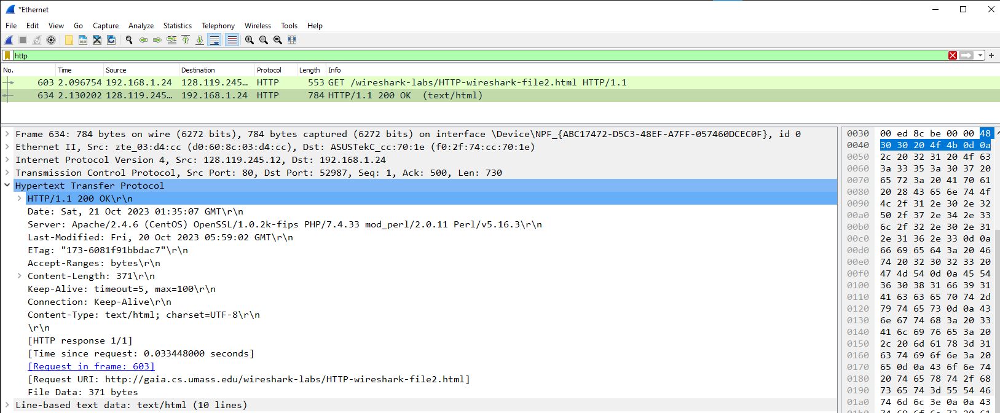 *Ethernet
File Edit View Go Capture Analyze Statistics Telephony Wireless Tools Help
http
No. Time Source Destination Protocol Length Info
603 2.096754 192.168.1.24 128.119.245… HTTP 553 GET /wireshark-labs/HTTP-wireshark-file2.html HTTP/1.1
634 2.130202 128.119.245… 192.168.1.24 HTTP 784 HTTP/1.1 200 OK  (text/html)
Frame 634: 784 bytes on wire (6272 bits), 784 bytes captured (6272 bits) on interface \Device\NPF_{ABC17472-D5C3-48EF-A7FF-057460DCEC0F}, id 0
Ethernet II, Src: zte_03:d4:cc (d0:60:8c:03:d4:cc), Dst: ASUSTekC_cc:70:1e (f0:2f:74:cc:70:1e)
Internet Protocol Version 4, Src: 128.119.245.12, Dst: 192.168.1.24
Transmission Control Protocol, Src Port: 80, Dst Port: 52987, Seq: 1, Ack: 500, Len: 730
Hypertext Transfer Protocol
HTTP/1.1 200 OK\r\n
Date: Sat, 21 Oct 2023 01:35:07 GMT\r\n
Server: Apache/2.4.6 (CentOS) OpenSSL/1.0.2k-fips PHP/7.4.33 mod_perl/2.0.11 Perl/v5.16.3\r\n
Last-Modified: Fri, 20 Oct 2023 05:59:02 GMT\r\n
ETag: "173-6081f91bbdac7"\r\n
Accept-Ranges: bytes\r\n
Content-Length: 371\r\n
Keep-Alive: timeout=5, max=100\r\n
Connection: Keep-Alive\r\n
Content-Type: text/html; charset=UTF-8\r\n
\r\n
[HTTP response 1/1]
[Time since request: 0.033448000 seconds]
[Request in frame: 603]
[Request URI: http://gaia.cs.umass.edu/wireshark-labs/HTTP-wireshark-file2.html]
File Data: 371 bytes
Line-based text data: text/html (10 lines)
0030 00 ed 8c be 00 00 48
0040 30 30 20 4f 4b 0d 0a
0050 2c 20 32 31 20 4f 63
0060 3a 33 35 3a 30 37 20
0070 65 72 3a 20 41 70 61
0080 20 28 43 65 6e 74 4f
0090 4c 2f 31 2e 30 2e 32
00a0 50 2f 37 2e 34 2e 33
00b0 6c 2f 32 2e 30 2e 31
00c0 2e 31 36 2e 33 0d 0a
00d0 66 69 65 64 3a 20 46
00e0 74 20 32 30 32 33 20
00f0 47 4d 54 0d 0a 45 54
0100 36 30 38 31 66 39 31
0110 41 63 63 65 70 74 2d
0120 79 74 65 73 0d 0a 43
0130 6e 67 74 68 3a 20 33
0140 41 6c 69 76 65 3a 20
0150 2c 20 6d 61 78 3d 31
0160 63 74 69 6f 6e 3a 20
0170 65 0d 0a 43 6f 6e 74
0180 20 74 65 78 74 2f 68
0190 73 65 74 3d 55 54 46
01a0 74 6d 6c 3e 0a 0a 43